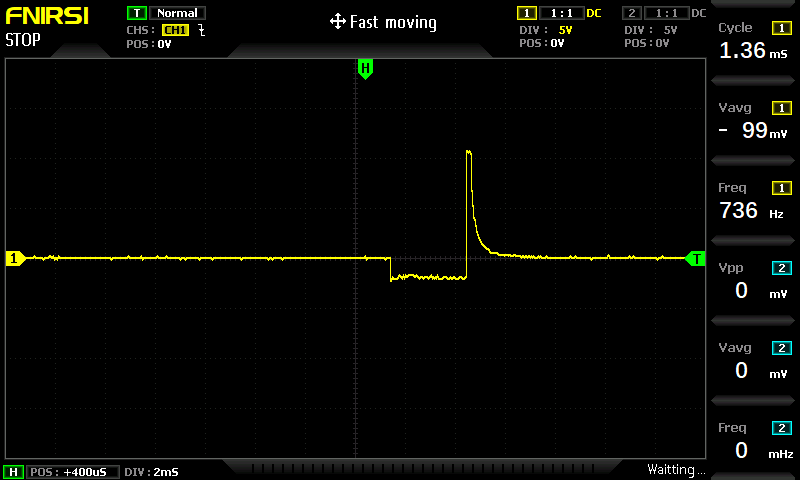 FNIRSI
STOP
T Normal
CHS: CH1
POS: 0V
Fast moving
1 1:1 DC
DIV: 5V
POS: 0V
2 1:1 DC
DIV: 5V
POS: 0V
H
1
T
Cycle 1
1.36 mS
Vavg 1
- 99 mV
Freq 1
736 Hz
Vpp 2
0 mV
Vavg 2
0 mV
Freq 2
0 mHz
H POS: +400uS DIV: 2mS
Waitting...